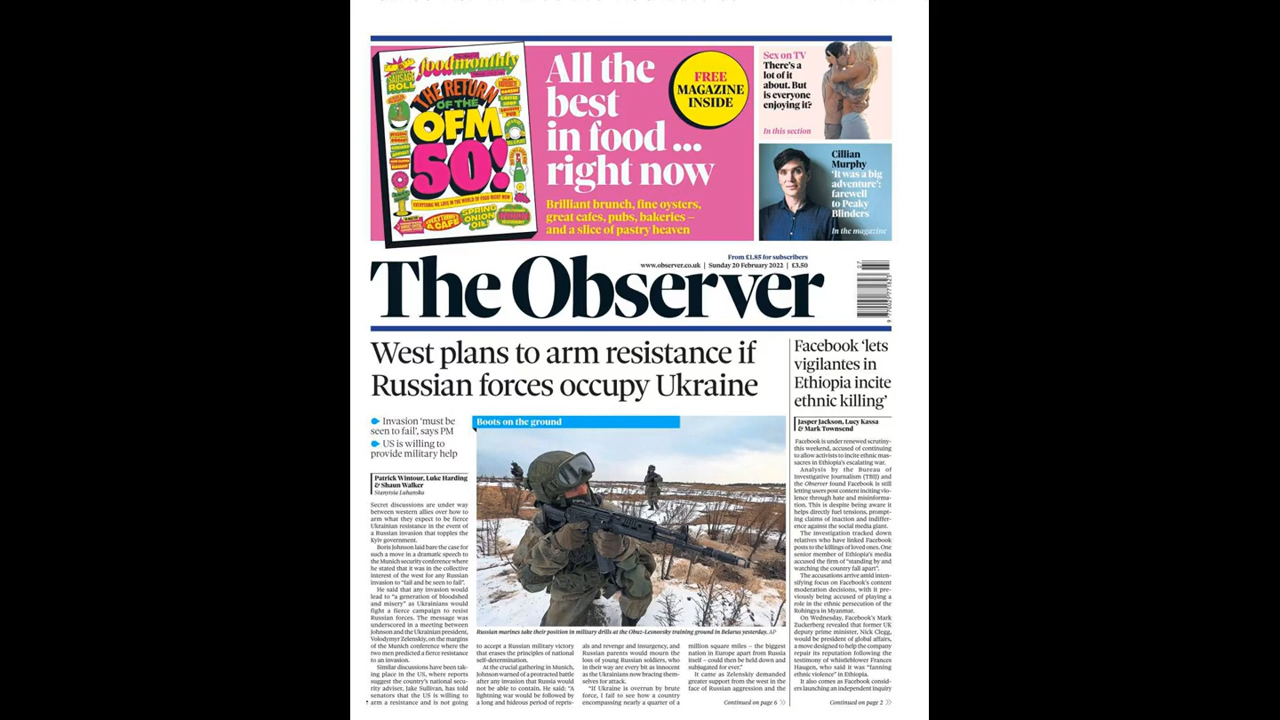 foodmonthly
THE RETURN
OF THE
OFM
50!
EVERYTHING WE LOVE IN THE WORLD OF FOOD RIGHT NOW
SAUSAGE
ROLL
SPRING
ONION
OIL!
All the
best
in food ...
right now
Brilliant brunch, fine oysters,
great cafes, pubs, bakeries –
and a slice of pastry heaven
FREE
MAGAZINE
INSIDE
Sex on TV
There's a
lot of it
about. But
is everyone
enjoying it?
In this section
Cillian
Murphy
'It was a big
adventure':
farewell
to Peaky
Blinders
In the magazine
From £1.85 for subscribers
www.observer.co.uk | Sunday 20 February 2022 | £3.50
The Observer
07
West plans to arm resistance if
Russian forces occupy Ukraine
Invasion 'must be
seen to fail', says PM
US is willing to
provide military help
Patrick Wintour, Luke Harding
& Shaun Walker
Stanytsia Luhanska
Secret discussions are under way
between western allies over how to
arm what they expect to be fierce
Ukrainian resistance in the event of
a Russian invasion that topples the
Kyiv government.
Boris Johnson laid bare the case for
such a move in a dramatic speech to
the Munich security conference where
he stated that it was in the collective
interest of the west for any Russian
invasion to "fail and be seen to fail".
He said that any invasion would
lead to "a generation of bloodshed
and misery" as Ukrainians would
fight a fierce campaign to resist
Russian forces. The message was
underscored in a meeting between
Johnson and the Ukrainian president,
Volodymyr Zelenskiy, on the margins
of the Munich conference where the
two men predicted a fierce resistance
to an invasion.
Similar discussions have been tak-
ing place in the US, where reports
suggest the country's national secu-
rity adviser, Jake Sullivan, has told
senators that the US is willing to
arm a resistance and is not going
Boots on the ground
Russian marines take their position in military drills at the Obuz-Lesnovsky training ground in Belarus yesterday. AP
to accept a Russian military victory
that erases the principles of national
self-determination.
At the crucial gathering in Munich,
Johnson warned of a protracted battle
after any invasion that Russia would
not be able to contain. He said: "A
lightning war would be followed by
a long and hideous period of repris-
als and revenge and insurgency, and
Russian parents would mourn the
loss of young Russian soldiers, who
in their way are every bit as innocent
as the Ukrainians now bracing them-
selves for attack.
"If Ukraine is overrun by brute
force, I fail to see how a country
encompassing nearly a quarter of a
million square miles – the biggest
nation in Europe apart from Russia
itself – could then be held down and
subjugated for ever."
It came as Zelenskiy demanded
greater support from the west in the
face of Russian aggression and the
Continued on page 6
Facebook 'lets
vigilantes in
Ethiopia incite
ethnic killing'
Jasper Jackson, Lucy Kassa
& Mark Townsend
Facebook is under renewed scrutiny
this weekend, accused of continuing
to allow activists to incite ethnic mas-
sacres in Ethiopia's escalating war.
Analysis by the Bureau of
Investigative Journalism (TBIJ) and
the Observer found Facebook is still
letting users post content inciting vio-
lence through hate and misinforma-
tion. This is despite being aware it
helps directly fuel tensions, prompt-
ing claims of inaction and indiffer-
ence against the social media giant.
The investigation tracked down
relatives who have linked Facebook
posts to the killings of loved ones. One
senior member of Ethiopia's media
accused the firm of "standing by and
watching the country fall apart".
The accusations arrive amid inten-
sifying focus on Facebook's content
moderation decisions, with it pre-
viously being accused of playing a
role in the ethnic persecution of the
Rohingya in Myanmar.
On Wednesday, Facebook's Mark
Zuckerberg revealed that former UK
deputy prime minister, Nick Clegg,
would be president of global affairs,
a move designed to help the company
repair its reputation following the
testimony of whistleblower Frances
Haugen, who said it was "fanning
ethnic violence" in Ethiopia.
It also comes as Facebook consid-
ers launching an independent inquiry
Continued on page 2